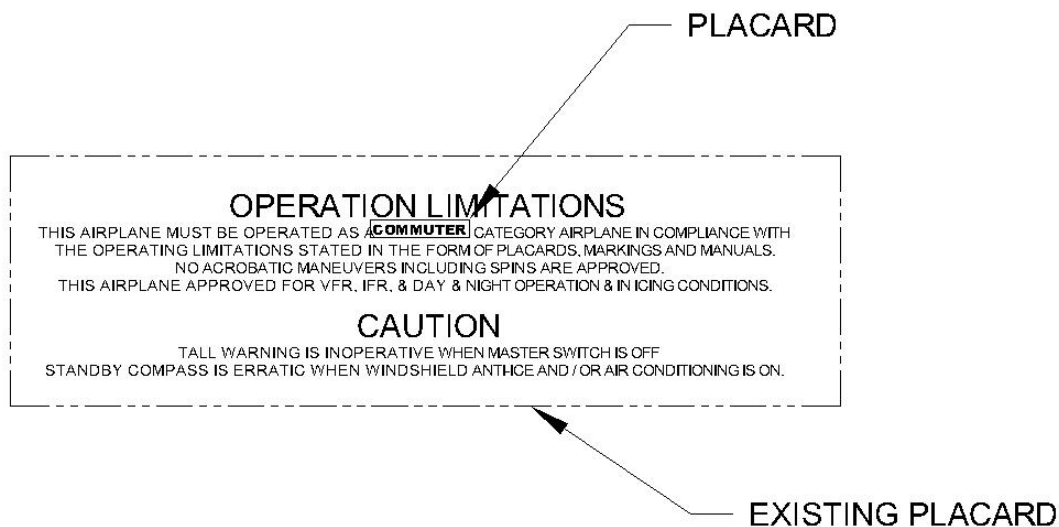 PLACARD
OPERATION LIMITATIONS
THIS AIRPLANE MUST BE OPERATED AS A COMMUTER CATEGORY AIRPLANE IN COMPLIANCE WITH
THE OPERATING LIMITATIONS STATED IN THE FORM OF PLACARDS, MARKINGS AND MANUALS.
NO ACROBATIC MANEUVERS INCLUDING SPINS ARE APPROVED.
THIS AIRPLANE APPROVED FOR VFR, IFR, & DAY & NIGHT OPERATION & IN ICING CONDITIONS.
CAUTION
TALL WARNING IS INOPERATIVE WHEN MASTER SWITCH IS OFF
STANDBY COMPASS IS ERRATIC WHEN WINDSHIELD ANTI-ICE AND / OR AIR CONDITIONING IS ON.
EXISTING PLACARD